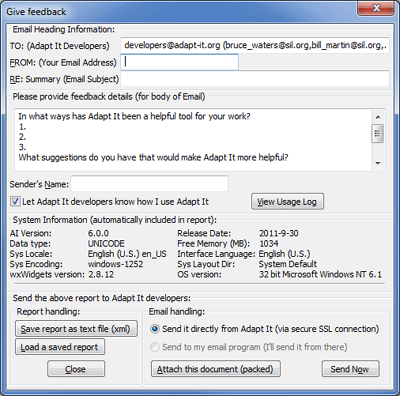 Give feedback
Email Heading Information:
TO: (Adapt It Developers) developers@adapt-it.org (bruce_waters@sil.org,bill_martin@sil.org,.
FROM: (Your Email Address)
RE: Summary (Email Subject)
Please provide feedback details (for body of Email)
In what ways has Adapt It been a helpful tool for your work?
1.
2.
3.
What suggestions do you have that would make Adapt It more helpful?
Sender's Name:
Let Adapt It developers know how I use Adapt It View Usage Log
System Information (automatically included in report):
AI Version: 6.0.0 Release Date: 2011-9-30
Data type: UNICODE Free Memory (MB): 1034
Sys Locale: English (U.S.) en_US Interface Language: English (U.S.)
Sys Encoding: windows-1252 Sys Layout Dir: System Default
wxWidgets version: 2.8.12 OS version: 32 bit Microsoft Windows NT 6.1
Send the above report to Adapt It developers:
Report handling: Email handling:
Save report as text file (xml) Send it directly from Adapt It (via secure SSL connection)
Load a saved report Send to my email program (I'll send it from there)
Close Attach this document (packed) Send Now